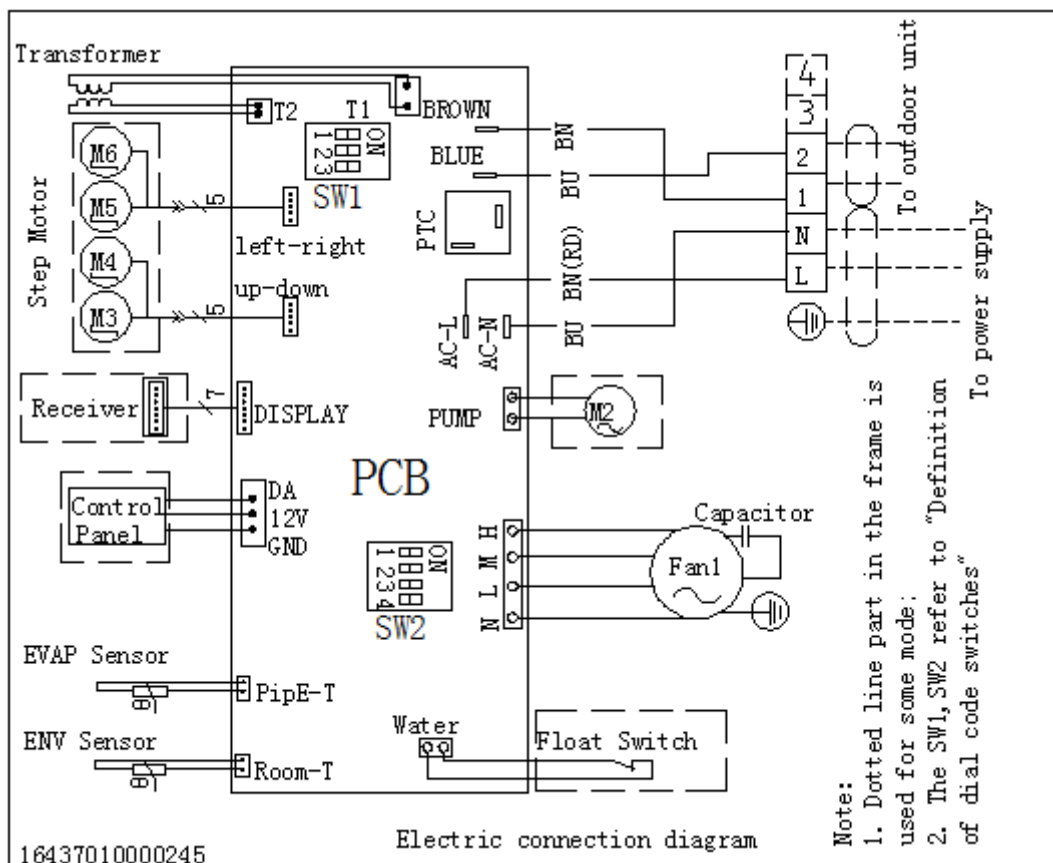 Transformer
T2
T1
BROWN
ON
1 2 3
SW1
BLUE
PTC
BN
BU
BN(RD)
BU
4
3
2
1
N
L
To outdoor unit
To power supply
Step Motor
M6
M5
M4
M3
5
left-right
up-down
5
AC-L
AC-N
Receiver
7
DISPLAY
PUMP
M2
PCB
Control
Panel
DA
12V
GND
ON
1 2 3 4
SW2
H
M
L
N
Fan1
Capacitor
EVAP Sensor
θ
PipE-T
ENV Sensor
θ
Room-T
Water
Float Switch
Note:
1. Dotted line part in the frame is
used for some mode;
2. The SW1,SW2 refer to "Definition
of dial code switches"
Electric connection diagram
16437010000245